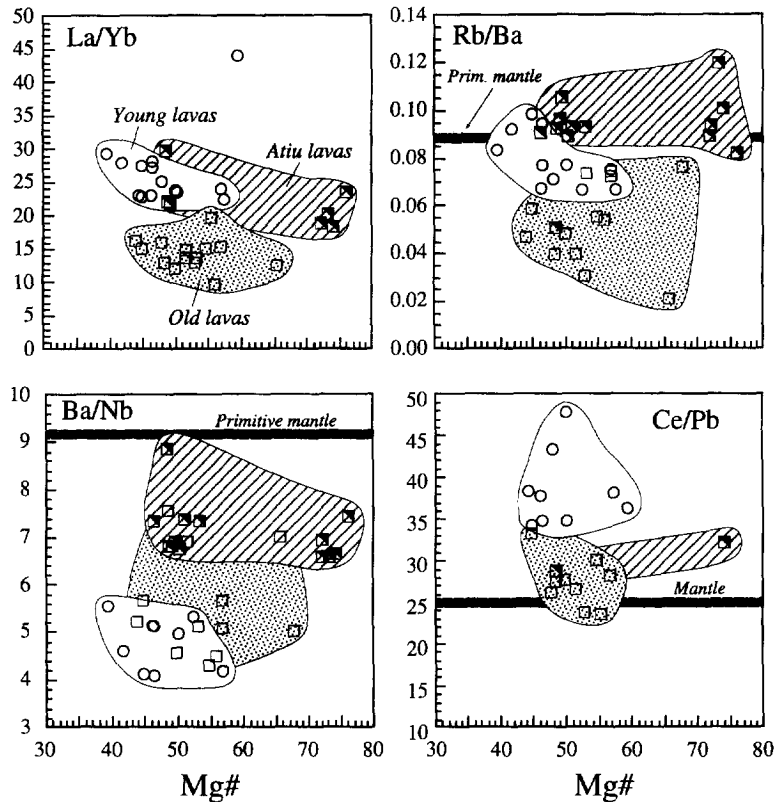 La/Yb
Young lavas
Atiu lavas
Old lavas
50
45
40
35
30
25
20
15
10
5
0
Rb/Ba
Prim. mantle
0.14
0.12
0.10
0.08
0.06
0.04
0.02
0.00
Ba/Nb
Primitive mantle
10
9
8
7
6
5
4
3
30 40 50 60 70 80
Mg#
Ce/Pb
Mantle
50
45
40
35
30
25
20
15
10
30 40 50 60 70 80
Mg#